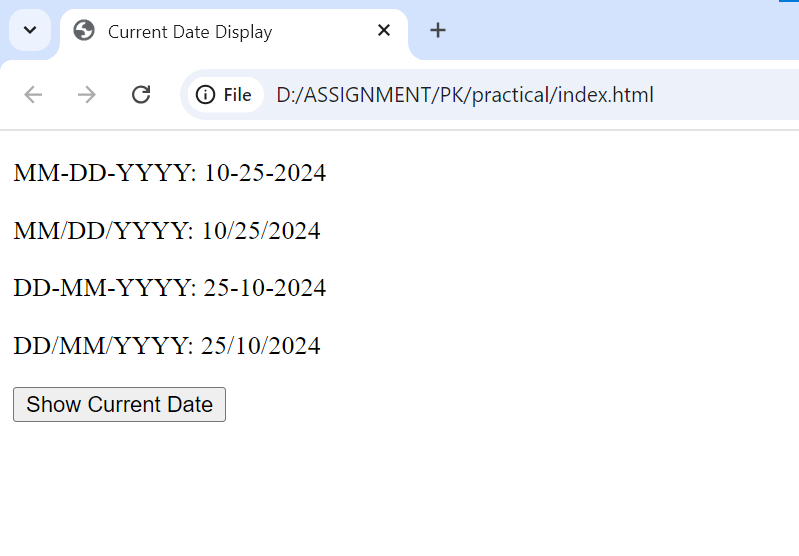 Current Date Display
File D:/ASSIGNMENT/PK/practical/index.html
MM-DD-YYYY: 10-25-2024
MM/DD/YYYY: 10/25/2024
DD-MM-YYYY: 25-10-2024
DD/MM/YYYY: 25/10/2024
Show Current Date